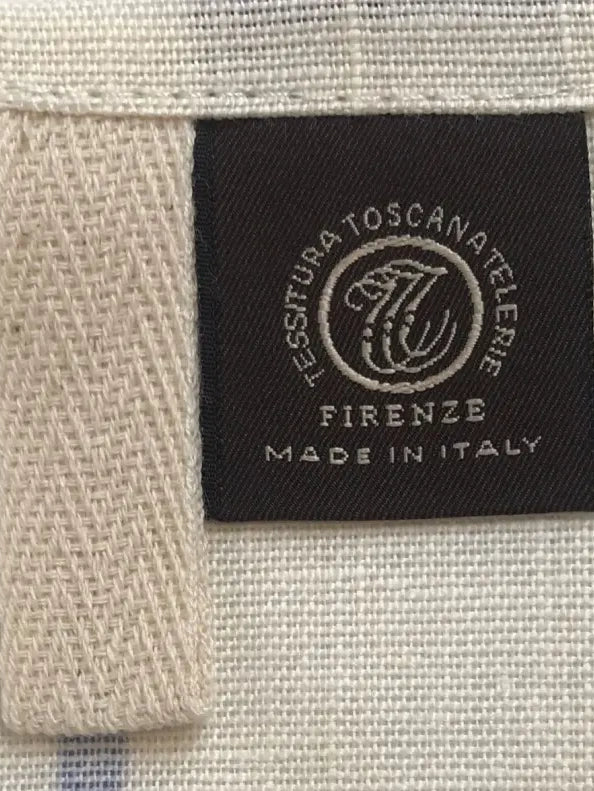 TESSITURA TOSCANA TELERIE
FIRENZE
MADE IN ITALY